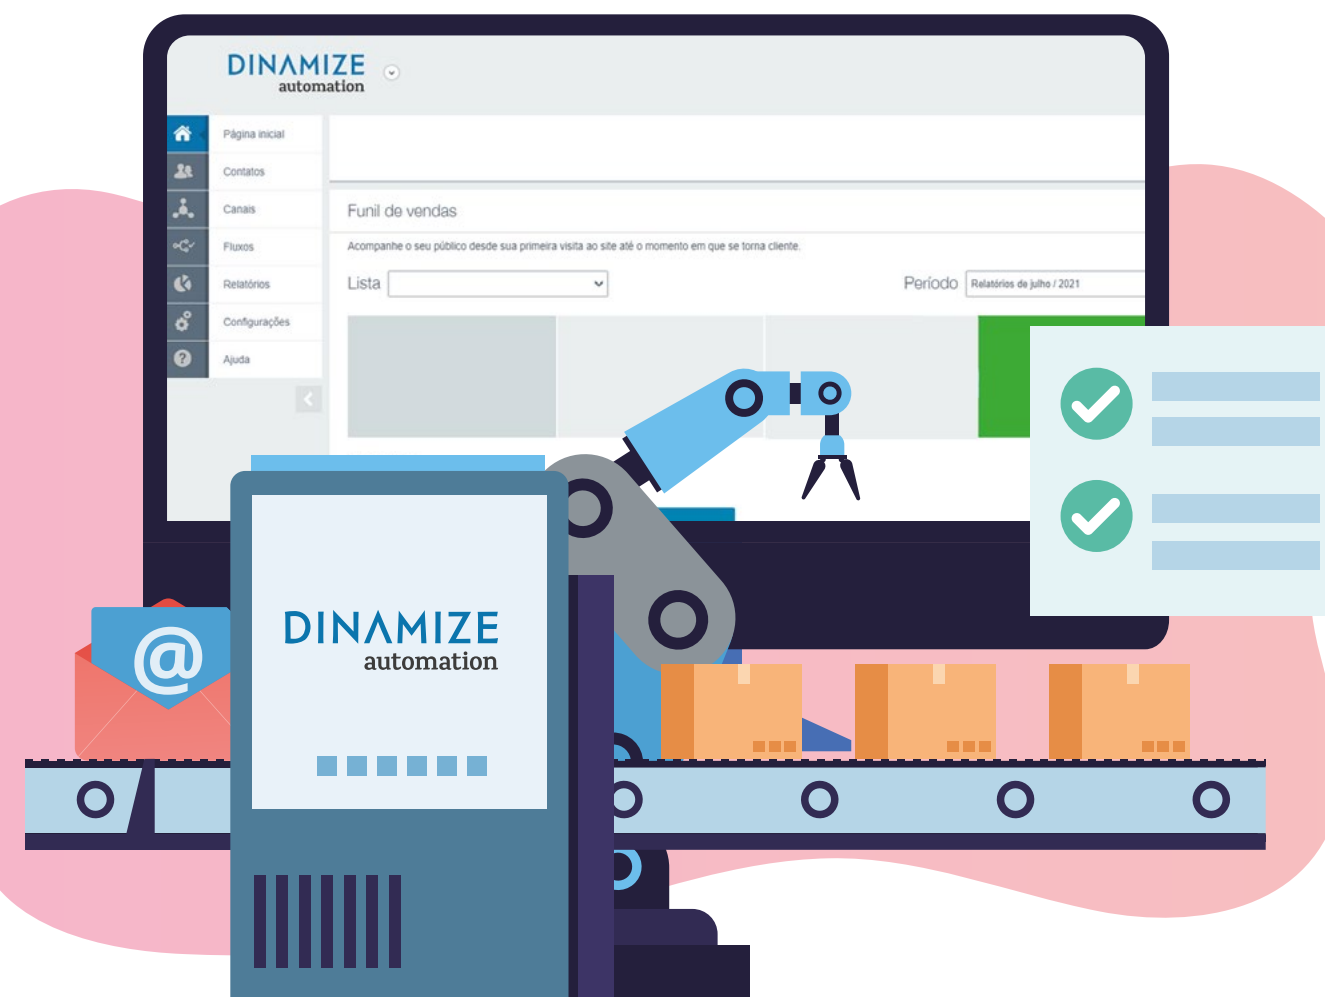 DINAMIZE
automation
Página inicial
Contatos
Canais
Fluxos
Relatórios
Configurações
Ajuda
Funil de vendas
Acompanhe o seu público desde sua primeira visita ao site até o momento em que se torna cliente.
Lista
Período Relatórios de julho / 2021
@
DINAMIZE
automation